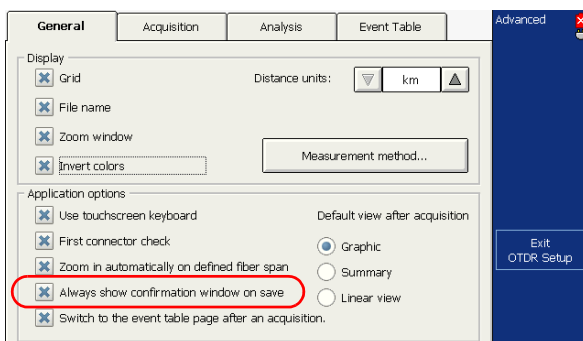 General
Acquisition
Analysis
Event Table
Advanced
Display
Grid
Distance units:
km
File name
Zoom window
Invert colors
Measurement method...
Application options
Use touchscreen keyboard
Default view after acquisition
First connector check
Graphic
Zoom in automatically on defined fiber span
Summary
Always show confirmation window on save
Linear view
Switch to the event table page after an acquisition.
Exit
OTDR Setup